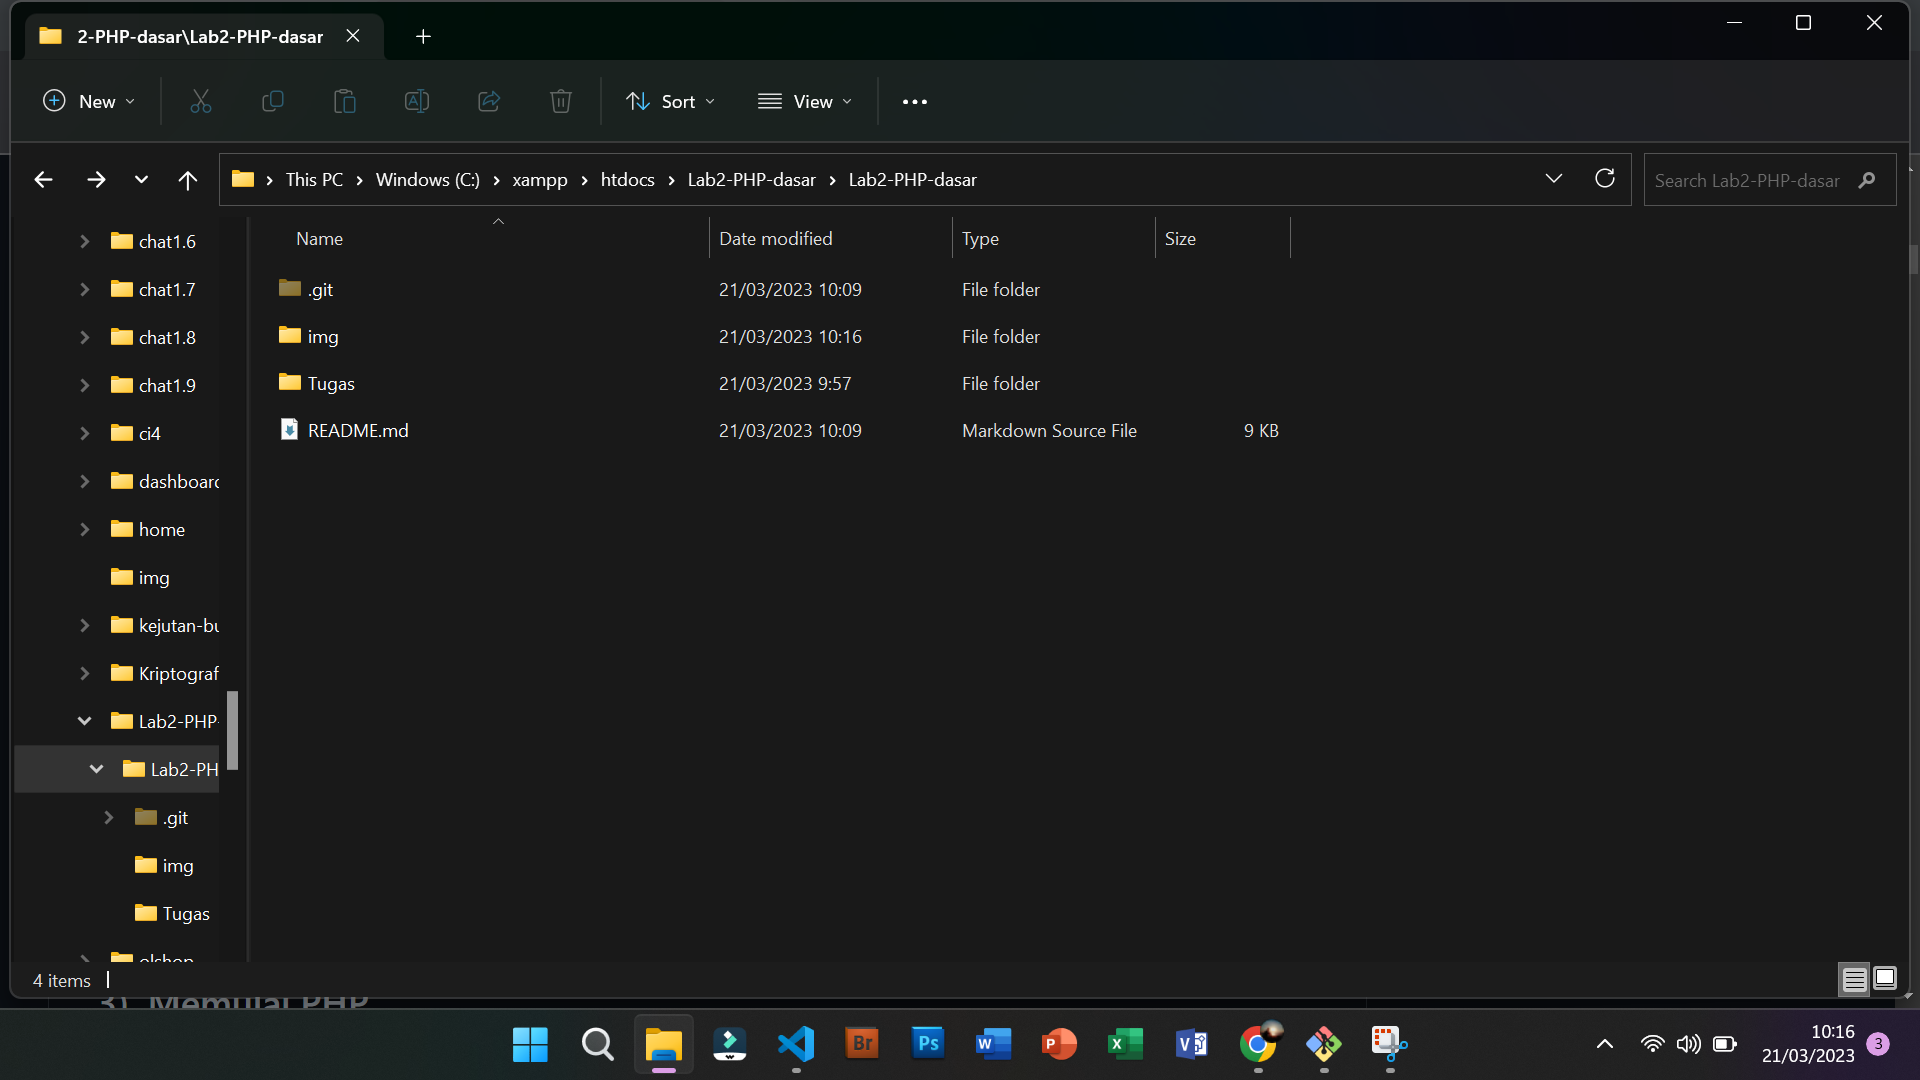 2-PHP-dasar\Lab2-PHP-dasar
New
Sort
View
This PC
Windows (C:)
xampp
htdocs
Lab2-PHP-dasar
Lab2-PHP-dasar
Search Lab2-PHP-dasar
Name
Date modified
Type
Size
.git 21/03/2023 10:09 File folder
img 21/03/2023 10:16 File folder
Tugas 21/03/2023 9:57 File folder
README.md 21/03/2023 10:09 Markdown Source File 9 KB
chat1.6
chat1.7
chat1.8
chat1.9
ci4
dashboard
home
img
kejutan-bu
Kriptograf
Lab2-PHP-
Lab2-PH
.git
img
Tugas
olshop
4 items
3). Memulai PHP
Br
Ps
W
P
X
V
10:16
21/03/2023
3